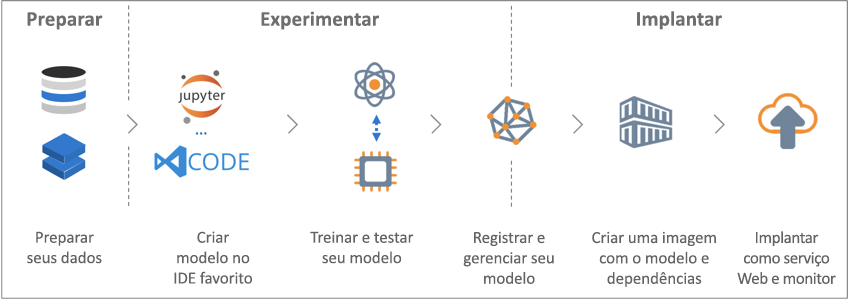 Preparar
Experimentar
Implantar
jupyter
...
CODE
Preparar
seus dados
Criar
modelo no
IDE favorito
Treinar e testar
seu modelo
Registrar e
gerenciar seu
modelo
Criar uma imagem
com o modelo e
dependências
Implantar
como serviço
Web e monitor